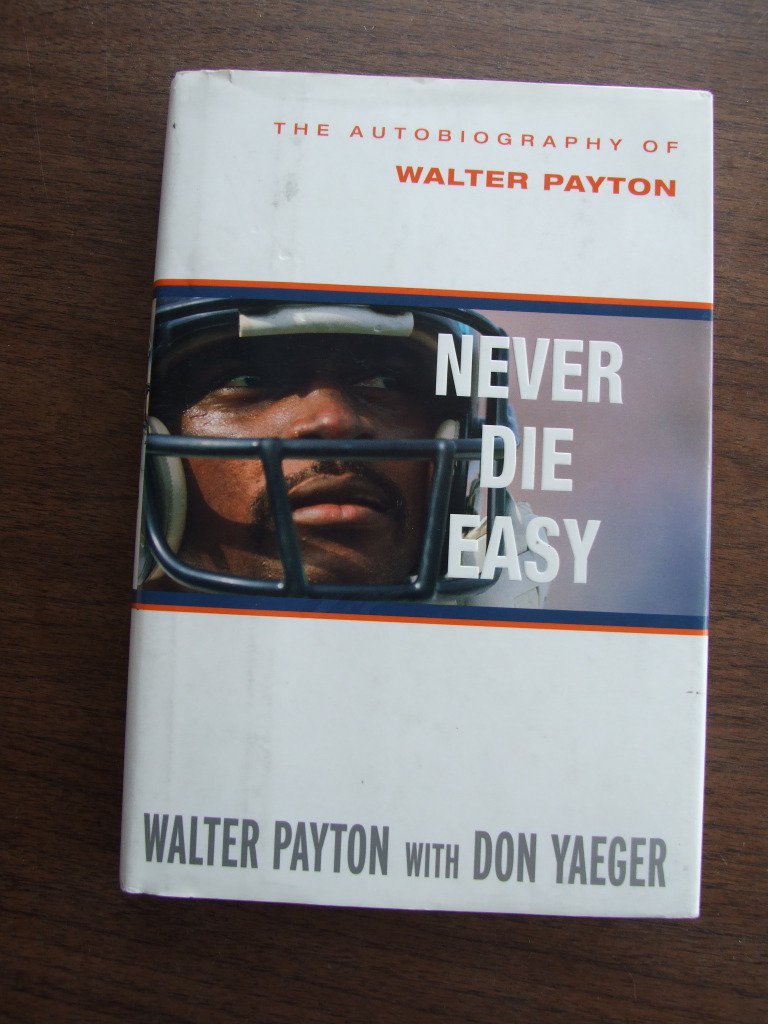 THE AUTOBIOGRAPHY OF
WALTER PAYTON
NEVER
DIE
EASY
WALTER PAYTON WITH DON YAEGER